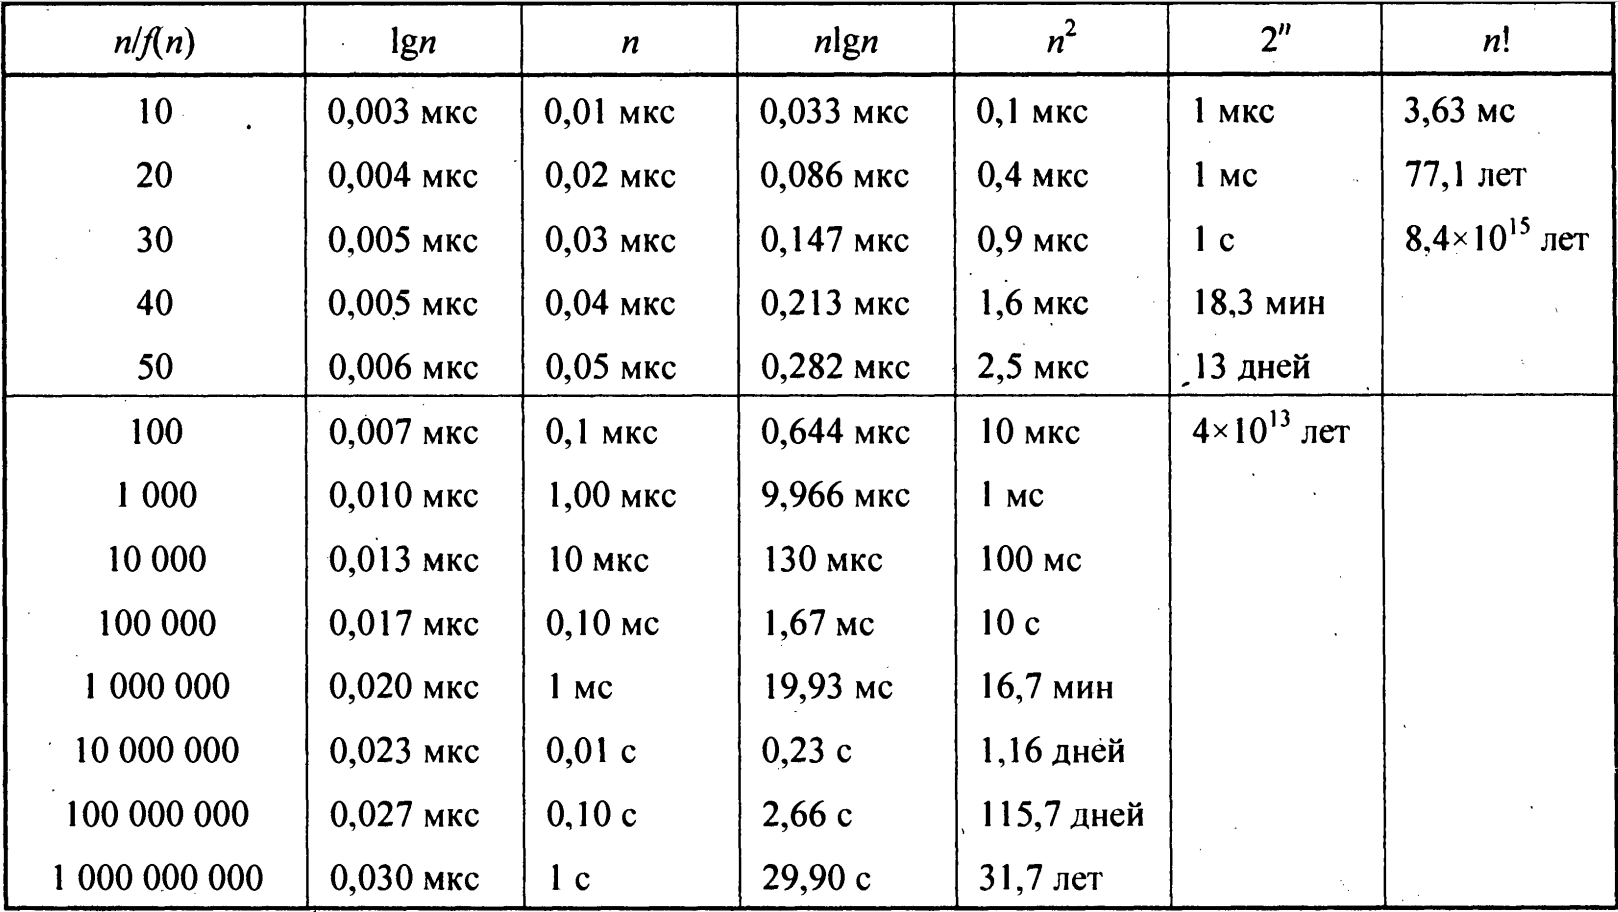 n/f(n) lgn n nlgn n² 2ⁿ n!
10 0,003 мкс 0,01 мкс 0,033 мкс 0,1 мкс 1 мкс 3,63 мс
20 0,004 мкс 0,02 мкс 0,086 мкс 0,4 мкс 1 мс 77,1 лет
30 0,005 мкс 0,03 мкс 0,147 мкс 0,9 мкс 1 с 8,4×10¹⁵ лет
40 0,005 мкс 0,04 мкс 0,213 мкс 1,6 мкс 18,3 мин
50 0,006 мкс 0,05 мкс 0,282 мкс 2,5 мкс 13 дней
100 0,007 мкс 0,1 мкс 0,644 мкс 10 мкс 4×10¹³ лет
1 000 0,010 мкс 1,00 мкс 9,966 мкс 1 мс
10 000 0,013 мкс 10 мкс 130 мкс 100 мс
100 000 0,017 мкс 0,10 мс 1,67 мс 10 с
1 000 000 0,020 мкс 1 мс 19,93 мс 16,7 мин
10 000 000 0,023 мкс 0,01 с 0,23 с 1,16 дней
100 000 000 0,027 мкс 0,10 с 2,66 с 115,7 дней
1 000 000 000 0,030 мкс 1 с 29,90 с 31,7 лет